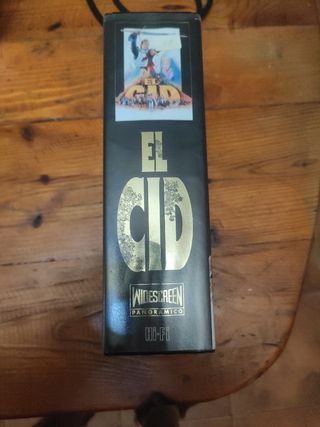 EL
CID
EL
CID
WIDESCREEN
PANORAMICO
Hi-Fi